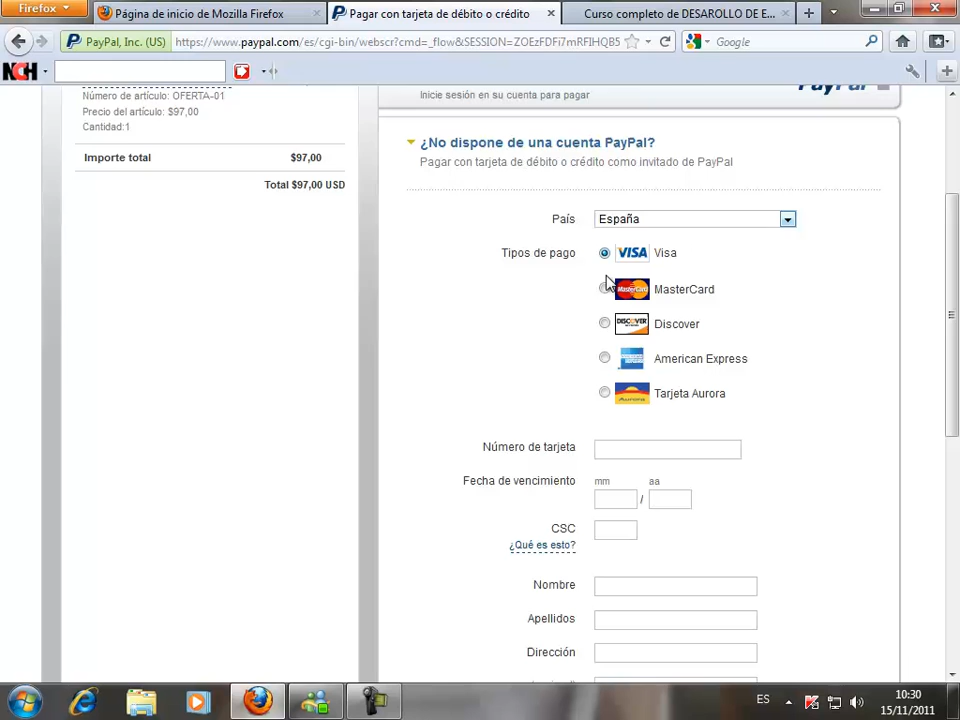 Firefox
Página de inicio de Mozilla Firefox
Pagar con tarjeta de débito o crédito
Curso completo de DESAROLLO DE E...
PayPal, Inc. (US)
https://www.paypal.com/es/cgi-bin/webscr?cmd=_flow&SESSION=ZOEzFDFi7mRFIHQB5
Google
NCH
Número de artículo: OFERTA-01
Precio del artículo: $97,00
Cantidad:1
Importe total $97,00
Total $97,00 USD
Inicie sesión en su cuenta para pagar
PayPal
¿No dispone de una cuenta PayPal?
Pagar con tarjeta de débito o crédito como invitado de PayPal
País España
Tipos de pago VISA Visa
MasterCard MasterCard
DISCOVER Discover
American Express
AURORA Tarjeta Aurora
Número de tarjeta
Fecha de vencimiento mm aa
/
CSC
¿Qué es esto?
Nombre
Apellidos
Dirección
ES
10:30
15/11/2011